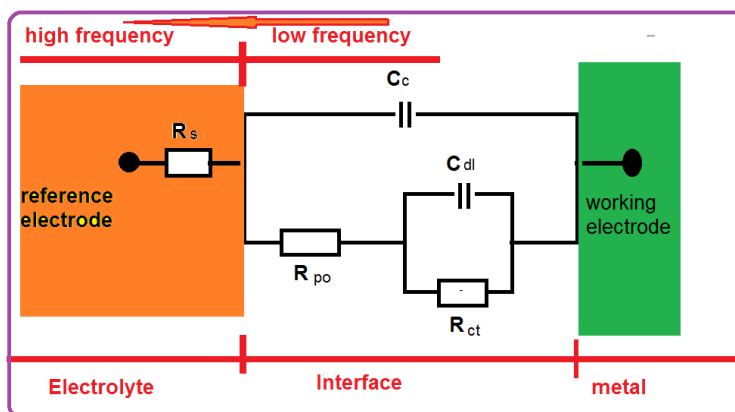 high frequency
low frequency
Cc
Rs
Cdl
reference
electrode
working
electrode
Rpo
Rct
Electrolyte
Interface
metal